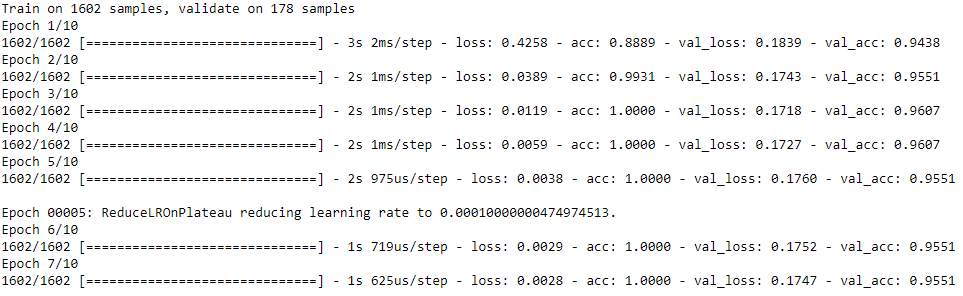 Train on 1602 samples, validate on 178 samples
Epoch 1/10
1602/1602 [==============================] - 3s 2ms/step - loss: 0.4258 - acc: 0.8889 - val_loss: 0.1839 - val_acc: 0.9438
Epoch 2/10
1602/1602 [==============================] - 2s 1ms/step - loss: 0.0389 - acc: 0.9931 - val_loss: 0.1743 - val_acc: 0.9551
Epoch 3/10
1602/1602 [==============================] - 2s 1ms/step - loss: 0.0119 - acc: 1.0000 - val_loss: 0.1718 - val_acc: 0.9607
Epoch 4/10
1602/1602 [==============================] - 2s 1ms/step - loss: 0.0059 - acc: 1.0000 - val_loss: 0.1727 - val_acc: 0.9607
Epoch 5/10
1602/1602 [==============================] - 2s 975us/step - loss: 0.0038 - acc: 1.0000 - val_loss: 0.1760 - val_acc: 0.9551
Epoch 00005: ReduceLROnPlateau reducing learning rate to 0.00010000000474974513.
Epoch 6/10
1602/1602 [==============================] - 1s 719us/step - loss: 0.0029 - acc: 1.0000 - val_loss: 0.1752 - val_acc: 0.9551
Epoch 7/10
1602/1602 [==============================] - 1s 625us/step - loss: 0.0028 - acc: 1.0000 - val_loss: 0.1747 - val_acc: 0.9551